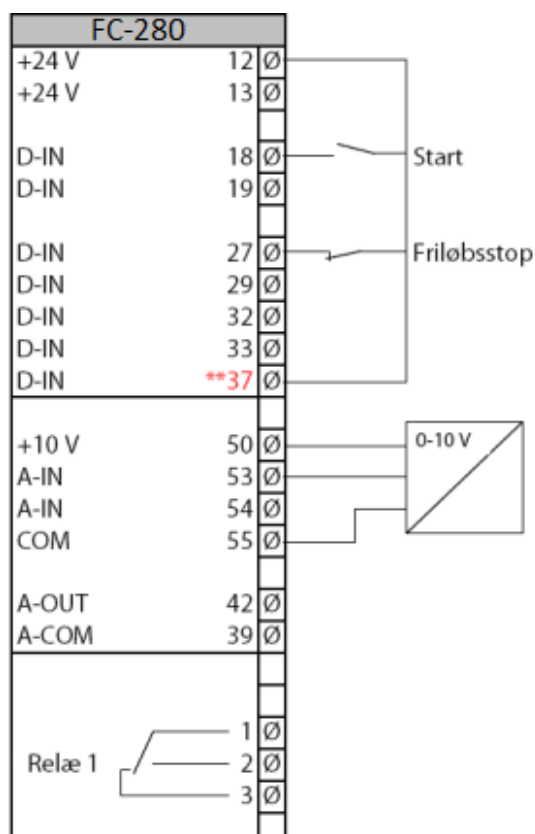 FC-280
+24 V 12 Ø
+24 V 13 Ø
D-IN 18 Ø Start
D-IN 19 Ø
D-IN 27 Ø Friløbsstop
D-IN 29 Ø
D-IN 32 Ø
D-IN 33 Ø
D-IN **37 Ø
+10 V 50 Ø 0-10 V
A-IN 53 Ø
A-IN 54 Ø
COM 55 Ø
A-OUT 42 Ø
A-COM 39 Ø
1 Ø
Relæ 1 2 Ø
3 Ø